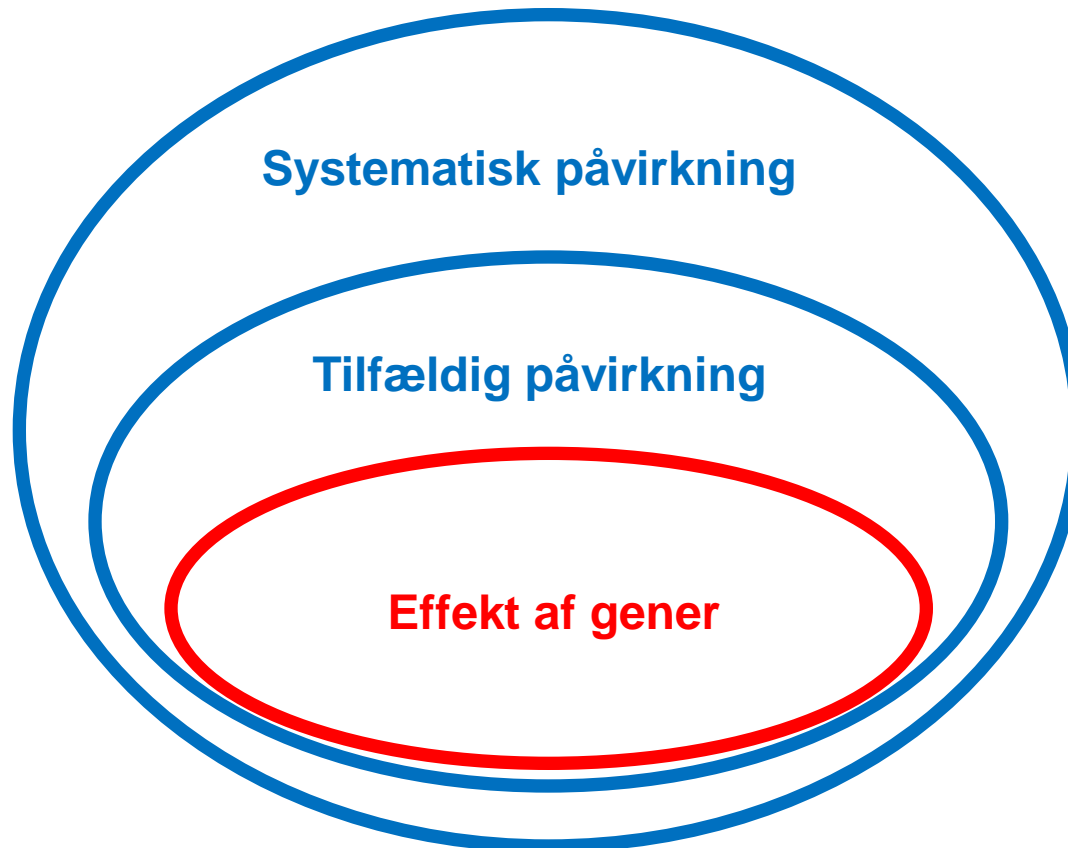 Systematisk påvirkning
Tilfældig påvirkning
Effekt af gener